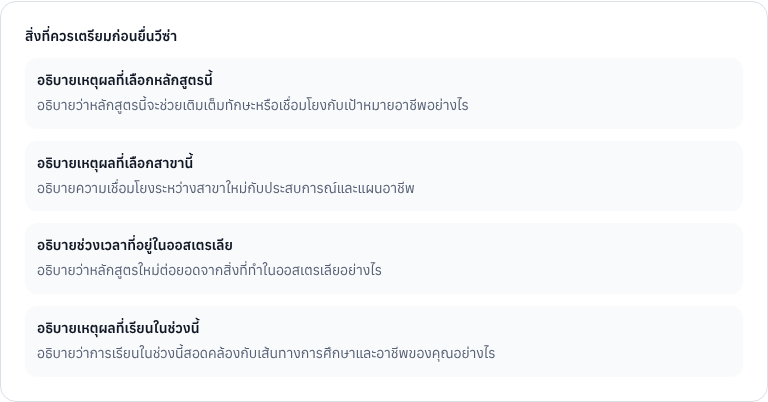 สิ่งที่ควรเตรียมก่อนยื่นวีซ่า
อธิบายเหตุผลที่เลือกหลักสูตรนี้
อธิบายว่าหลักสูตรนี้จะช่วยเติมเต็มทักษะหรือเชื่อมโยงกับเป้าหมายอาชีพอย่างไร
อธิบายเหตุผลที่เลือกสาขานี้
อธิบายความเชื่อมโยงระหว่างสาขาใหม่กับประสบการณ์และแผนอาชีพ
อธิบายช่วงเวลาที่อยู่ในออสเตรเลีย
อธิบายว่าหลักสูตรใหม่ต่อยอดจากสิ่งที่ทำในออสเตรเลียอย่างไร
อธิบายเหตุผลที่เรียนในช่วงนี้
อธิบายว่าการเรียนในช่วงนี้สอดคล้องกับเส้นทางการศึกษาและอาชีพของคุณอย่างไร